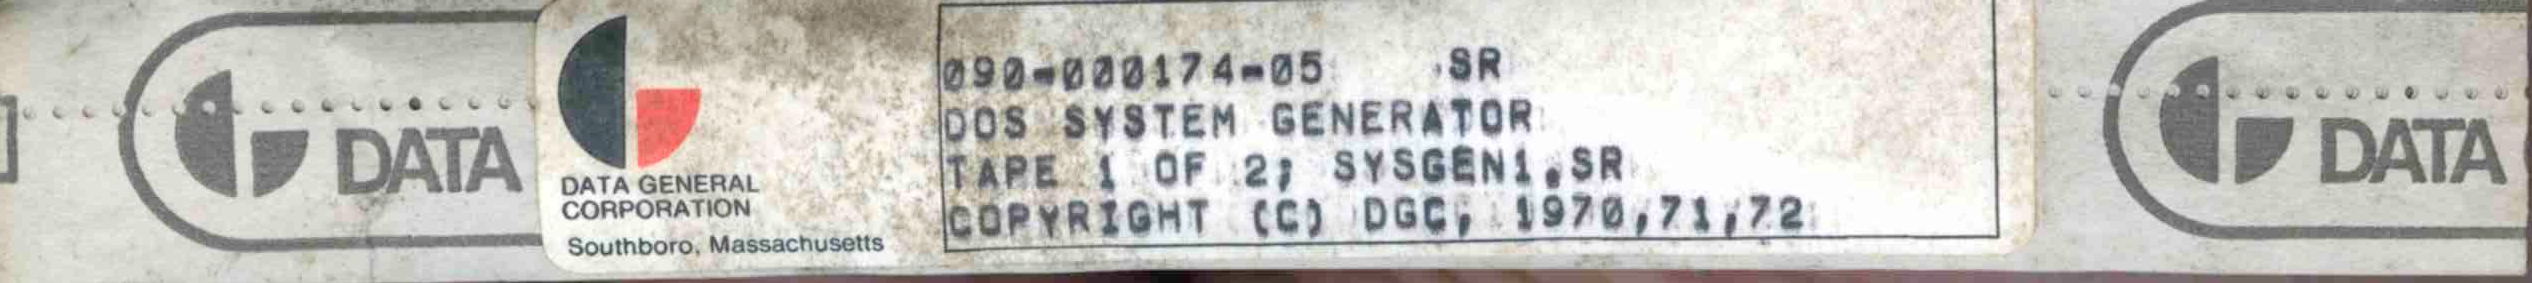 DATA
DATA GENERAL
CORPORATION
Southboro, Massachusetts
090-000174-05 SR
DOS SYSTEM GENERATOR
TAPE 1 OF 2; SYSGEN1.SR
COPYRIGHT (C) DGC, 1970,71,72
DATA